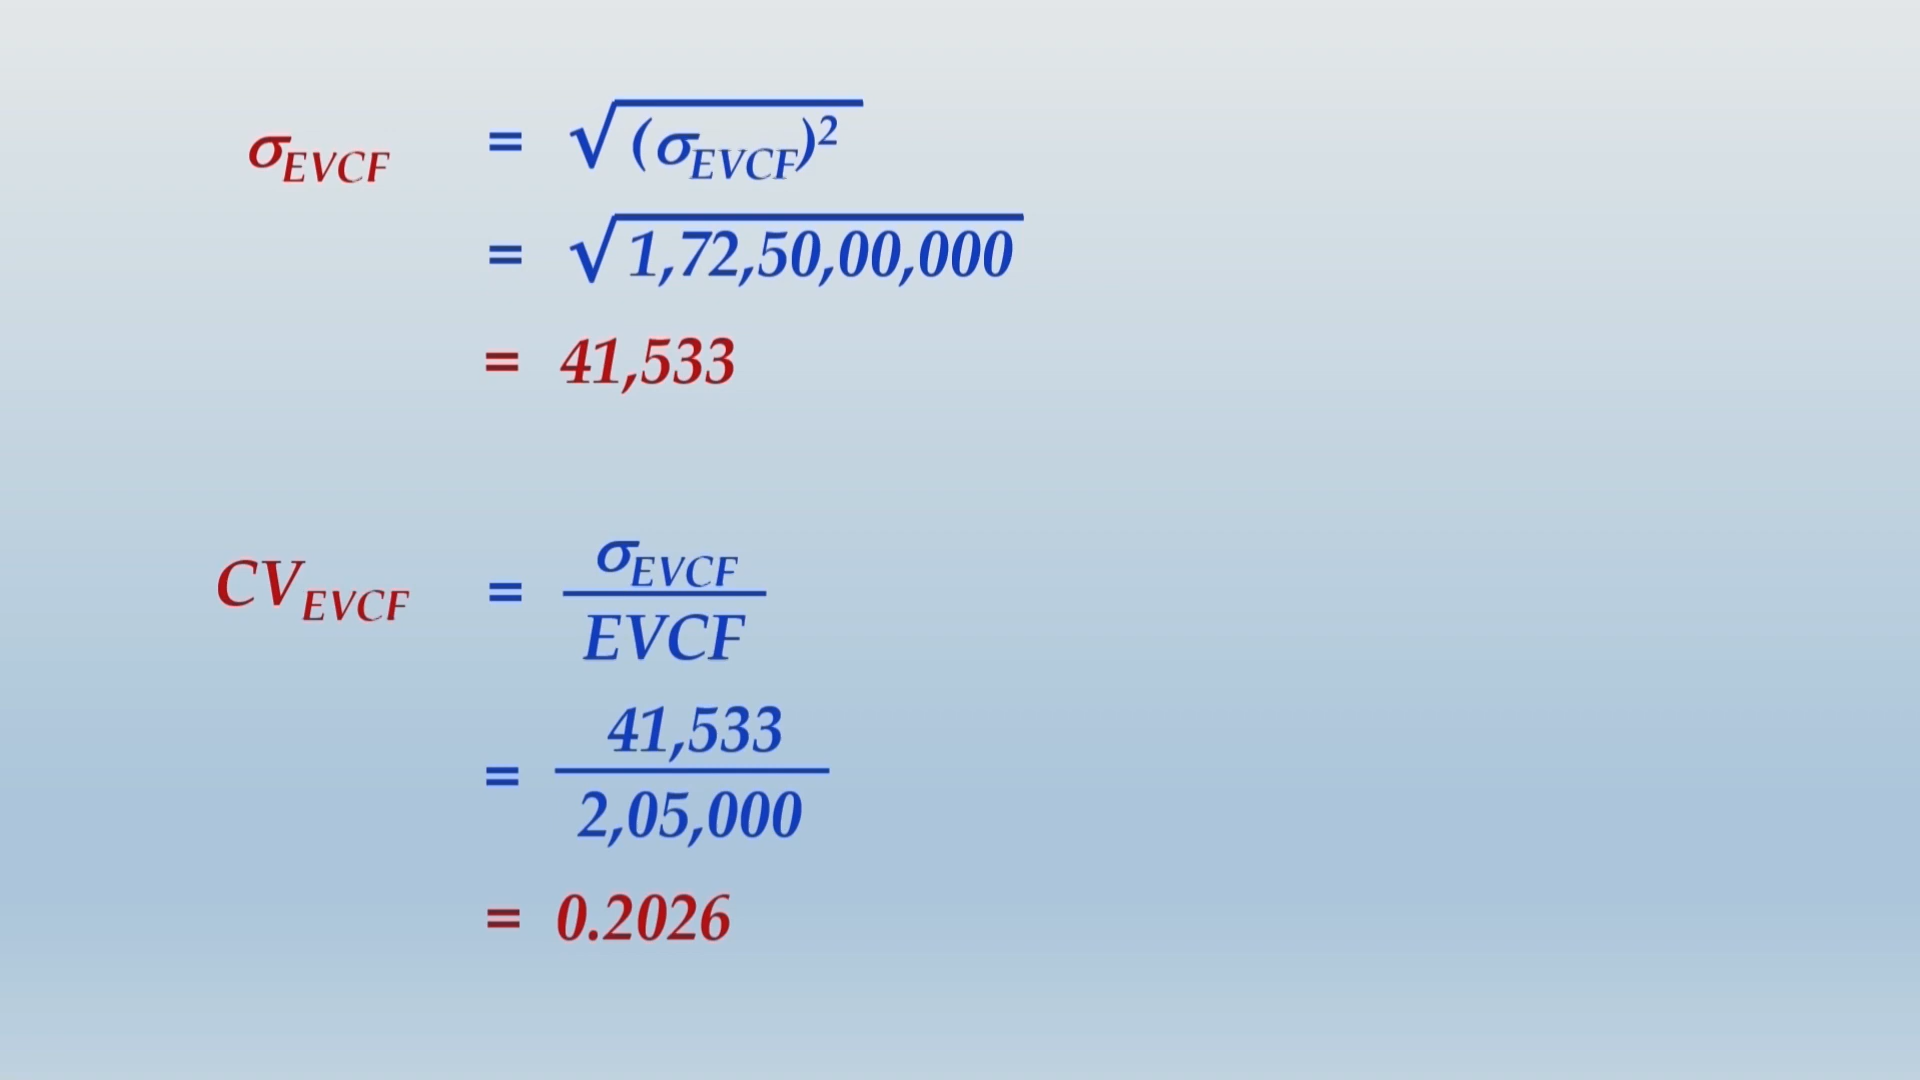 σEVCF = √(σEVCF)²
= √1,72,50,00,000
= 41,533
CVEVCF = σEVCF / EVCF
= 41,533 / 2,05,000
= 0.2026